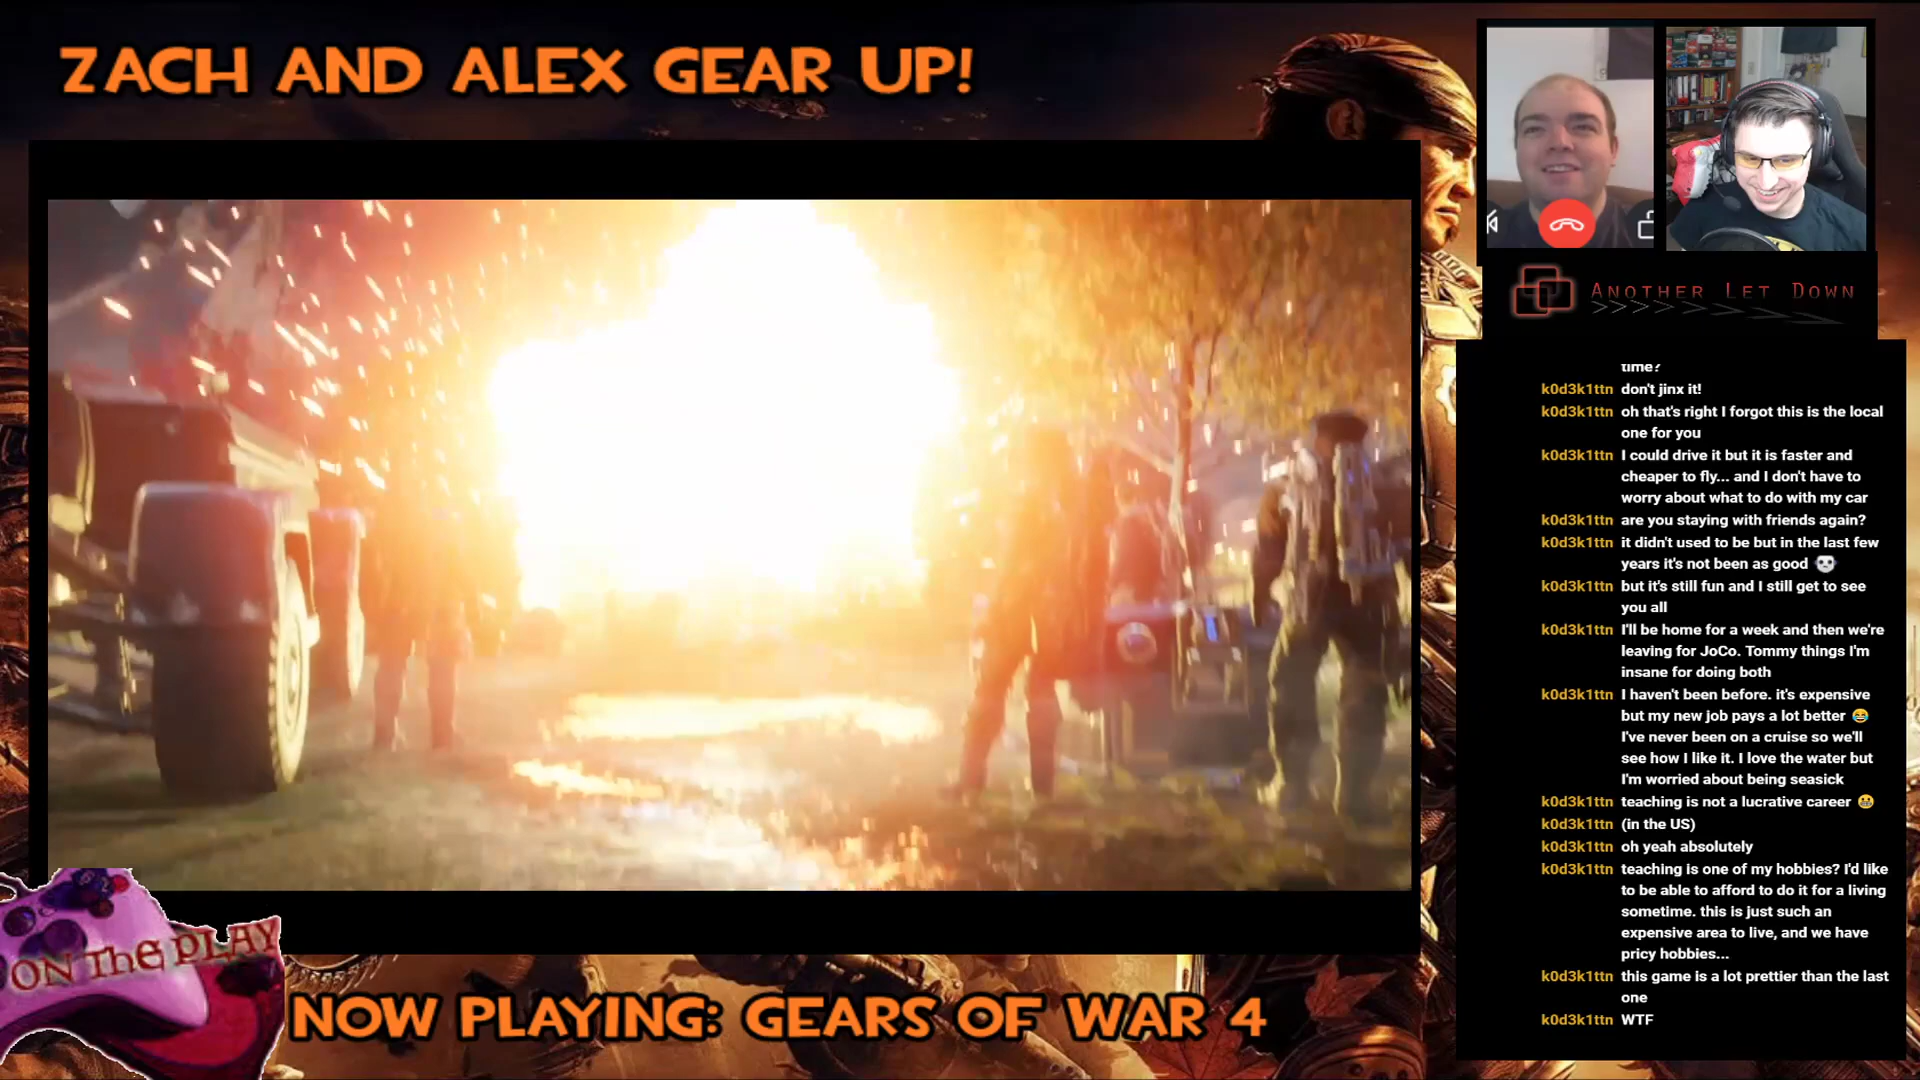 ZACH AND ALEX GEAR UP!
ANOTHER LET DOWN
time?
k0d3k1ttn don't jinx it!
k0d3k1ttn oh that's right I forgot this is the local
one for you
k0d3k1ttn I could drive it but it is faster and
cheaper to fly... and I don't have to
worry about what to do with my car
k0d3k1ttn are you staying with friends again?
k0d3k1ttn it didn't used to be but in the last few
years it's not been as good
k0d3k1ttn but it's still fun and I still get to see
you all
k0d3k1ttn I'll be home for a week and then we're
leaving for JoCo. Tommy things I'm
insane for doing both
k0d3k1ttn I haven't been before. it's expensive
but my new job pays a lot better 😂
I've never been on a cruise so we'll
see how I like it. I love the water but
I'm worried about being seasick
k0d3k1ttn teaching is not a lucrative career 😬
k0d3k1ttn (in the US)
k0d3k1ttn oh yeah absolutely
k0d3k1ttn teaching is one of my hobbies? I'd like
to be able to afford to do it for a living
sometime. this is just such an
expensive area to live, and we have
pricy hobbies...
k0d3k1ttn this game is a lot prettier than the last
one
k0d3k1ttn WTF
ON THE PLAY
NOW PLAYING: GEARS OF WAR 4